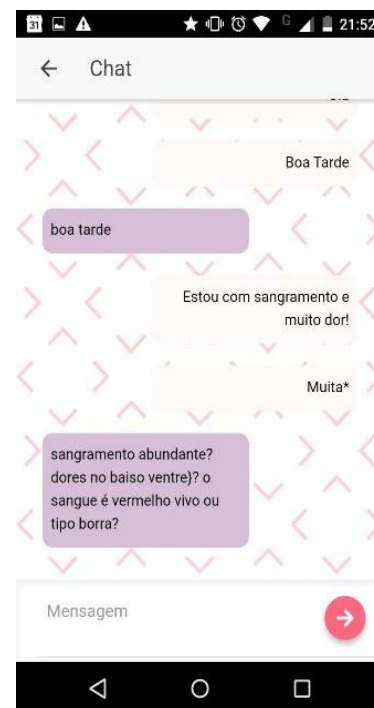 31
G
21:52
Chat
Boa Tarde
boa tarde
Estou com sangramento e
muito dor!
Muita*
sangramento abundante?
dores no baiso ventre}? o
sangue é vermelho vivo ou
tipo borra?
Mensagem